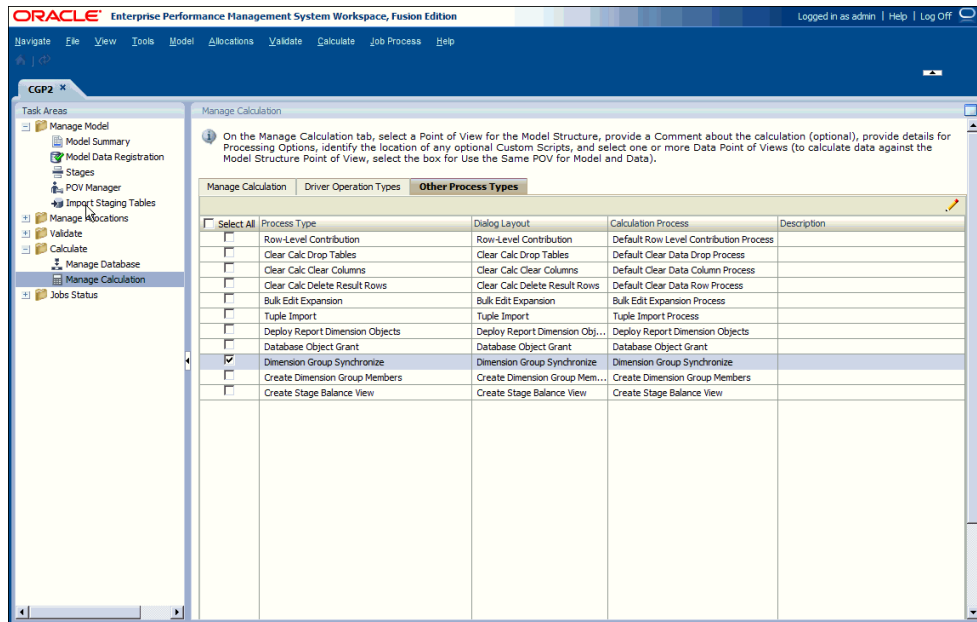 ORACLE Enterprise Performance Management System Workspace, Fusion Edition
Logged in as admin | Help | Log Off
Navigate File View Tools Model Allocations Validate Calculate Job Process Help
CGP2
Task Areas
Manage Model
Model Summary
Model Data Registration
Stages
POV Manager
Import Staging Tables
Manage Allocations
Validate
Calculate
Manage Database
Manage Calculation
Jobs Status
Manage Calculation
On the Manage Calculation tab, select a Point of View for the Model Structure, provide a Comment about the calculation (optional), provide details for
Processing Options, identify the location of any optional Custom Scripts, and select one or more Data Point of Views (to calculate data against the
Model Structure Point of View, select the box for Use the Same POV for Model and Data).
Manage Calculation Driver Operation Types Other Process Types
Select All Process Type Dialog Layout Calculation Process Description
Row-Level Contribution Row-Level Contribution Default Row Level Contribution Process
Clear Calc Drop Tables Clear Calc Drop Tables Default Clear Data Drop Process
Clear Calc Clear Columns Clear Calc Clear Columns Default Clear Data Column Process
Clear Calc Delete Result Rows Clear Calc Delete Result Rows Default Clear Data Row Process
Bulk Edit Expansion Bulk Edit Expansion Bulk Edit Expansion Process
Tuple Import Tuple Import Tuple Import Process
Deploy Report Dimension Objects Deploy Report Dimension Obj... Deploy Report Dimension Objects
Database Object Grant Database Object Grant Database Object Grant
Dimension Group Synchronize Dimension Group Synchronize Dimension Group Synchronize
Create Dimension Group Members Create Dimension Group Mem... Create Dimension Group Members
Create Stage Balance View Create Stage Balance View Create Stage Balance View